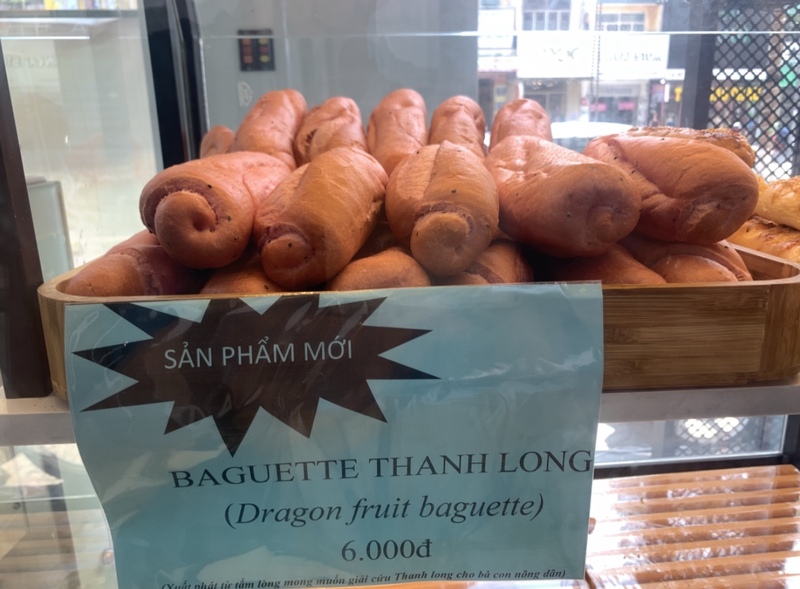 SẢN PHẨM MỚI
BAGUETTE THANH LONG
(Dragon fruit baguette)
6.000đ
(Xuất phát từ tấm lòng mong muốn giải cứu Thanh long cho bà con nông dân)